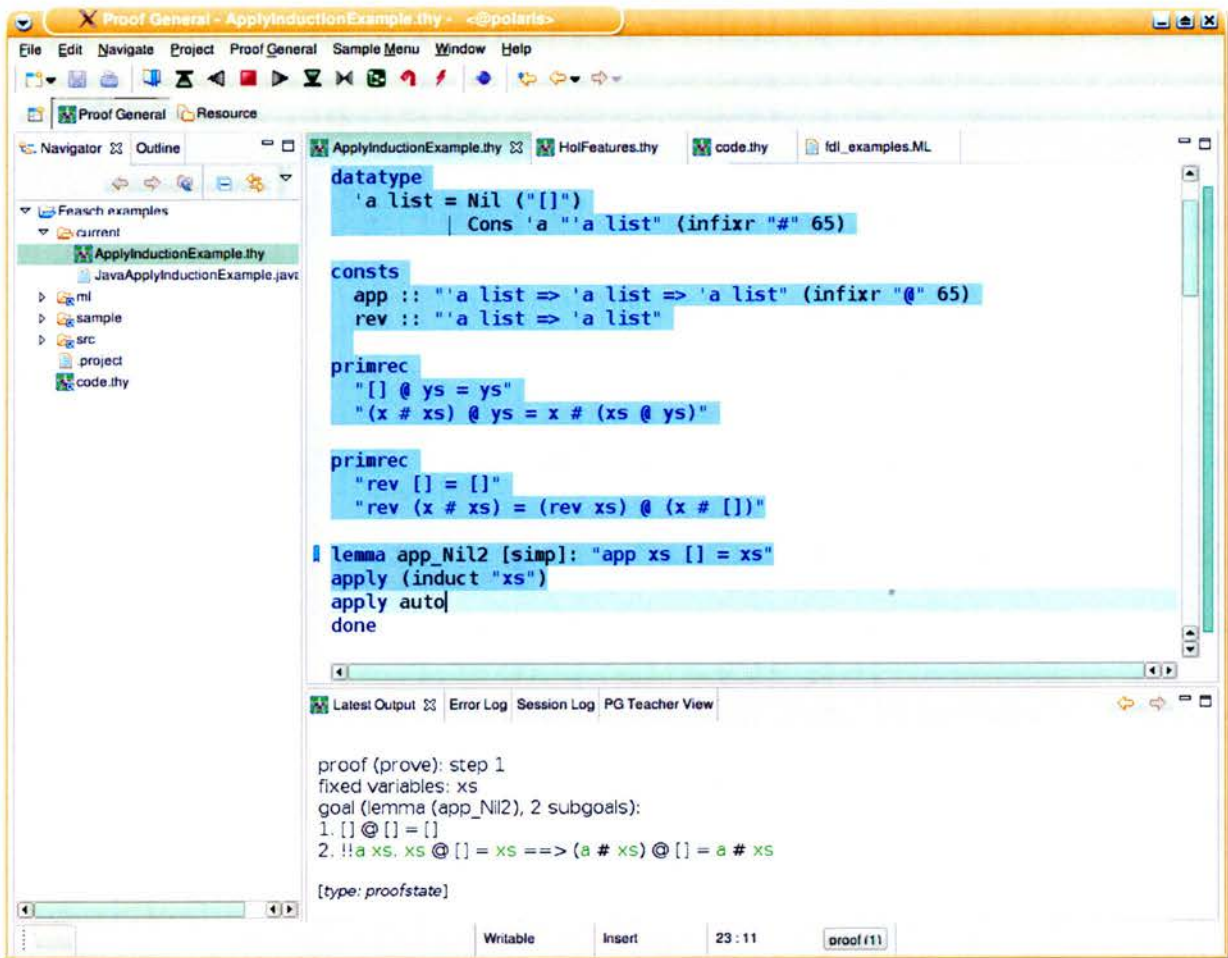 Proof General - ApplyInductionExample.thy - <@polaris>
File Edit Navigate Project Proof General Sample Menu Window Help
Proof General Resource
Navigator Outline
Feasch examples
current
ApplyInductionExample.thy
JavaApplyInductionExample.java
ml
sample
src
.project
code.thy
ApplyInductionExample.thy HolFeatures.thy code.thy fdl_examples.ML
datatype
'a list = Nil ("[]")
| Cons 'a "'a list" (infixr "#" 65)
consts
app :: "'a list => 'a list => 'a list" (infixr "@" 65)
rev :: "'a list => 'a list"
primrec
"[] @ ys = ys"
"(x # xs) @ ys = x # (xs @ ys)"
primrec
"rev [] = []"
"rev (x # xs) = (rev xs) @ (x # [])"
lemma app_Nil2 [simp]: "app xs [] = xs"
apply (induct "xs")
apply auto
done
Latest Output Error Log Session Log PG Teacher View
proof (prove): step 1
fixed variables: xs
goal (lemma (app_Nil2), 2 subgoals):
1. [] @ [] = []
2. !!a xs. xs @ [] = xs ==> (a # xs) @ [] = a # xs
[type: proofstate]
Writable Insert 23 : 11 proof (1)